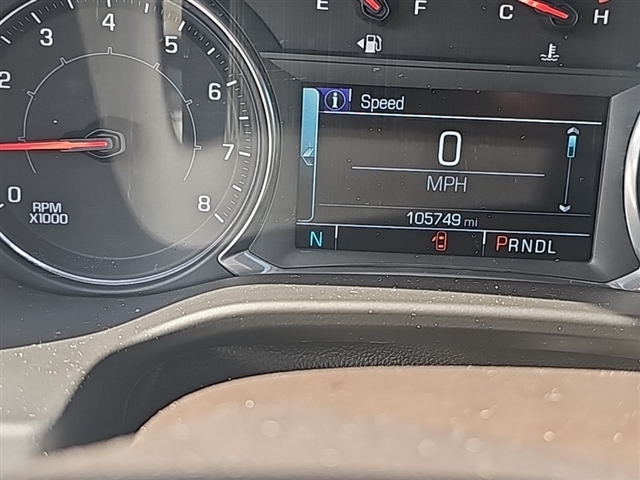 E F
C H
2 3 4 5 6 7 8 0
RPM
X1000
i Speed
0
MPH
105749 mi
N PRNDL